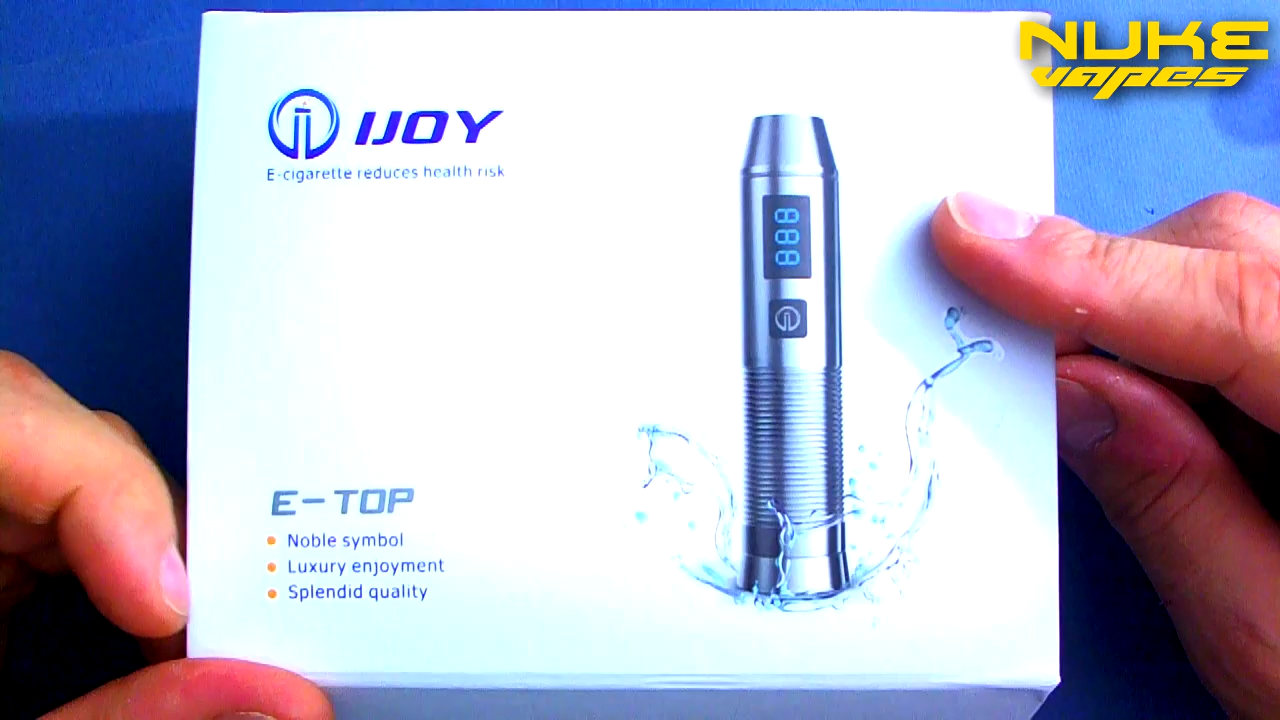 NUKE
vapes
IJOY
E-cigarette reduces health risk
888
E-TOP
Noble symbol
Luxury enjoyment
Splendid quality